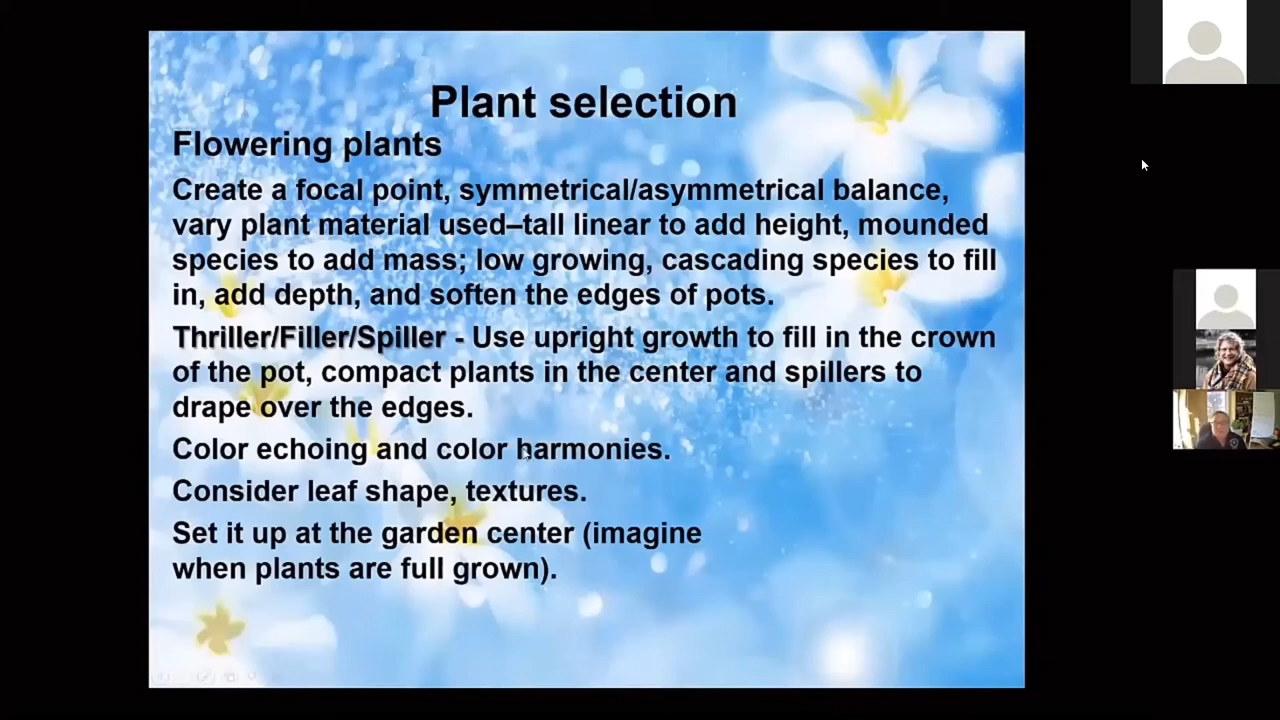 Plant selection
Flowering plants
Create a focal point, symmetrical/asymmetrical balance,
vary plant material used–tall linear to add height, mounded
species to add mass; low growing, cascading species to fill
in, add depth, and soften the edges of pots.
Thriller/Filler/Spiller - Use upright growth to fill in the crown
of the pot, compact plants in the center and spillers to
drape over the edges.
Color echoing and color harmonies.
Consider leaf shape, textures.
Set it up at the garden center (imagine
when plants are full grown).